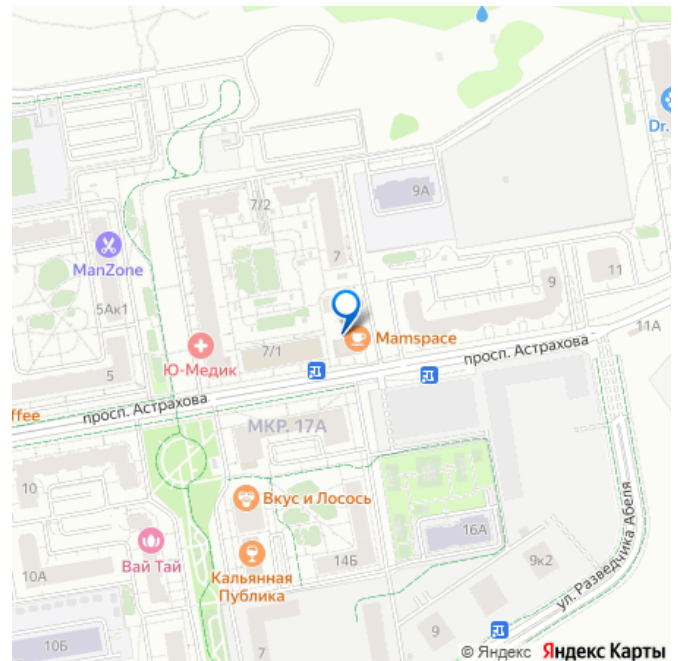 Dr.
9А
7/2
ManZone
7
11
9
5Ак1
11А
Mamspace
Ю-Медик
7/1
просп. Астрахова
5
ffee
просп. Астрахова
МКР. 17А
10
Вкус и Лосось
16А
Вай Тай
14Б
9к2
10А
Кальянная
Публика
ул. Разведчика Абеля
10Б
7
9
© Яндекс Яндекс Карты